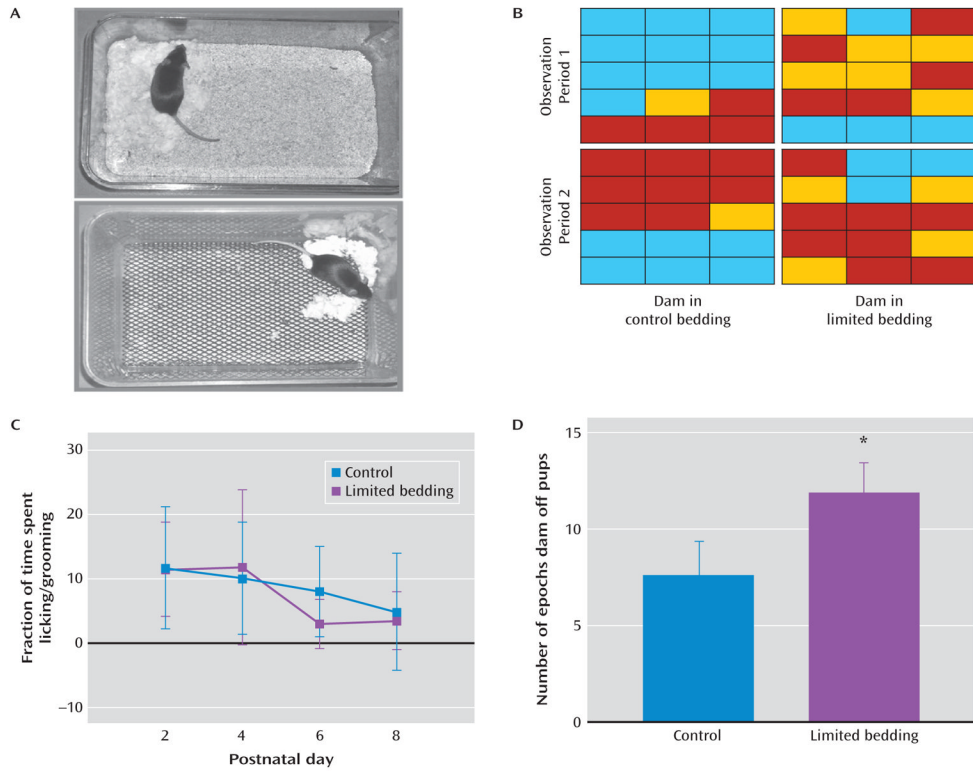 A
B
Observation
Period 1
Observation
Period 2
Dam in
control bedding
Dam in
limited bedding
C
30
20
10
0
−10
Fraction of time spent
licking/grooming
Control
Limited bedding
2
4
6
8
Postnatal day
D
15
10
5
0
Number of epochs dam off pups
*
Control
Limited bedding